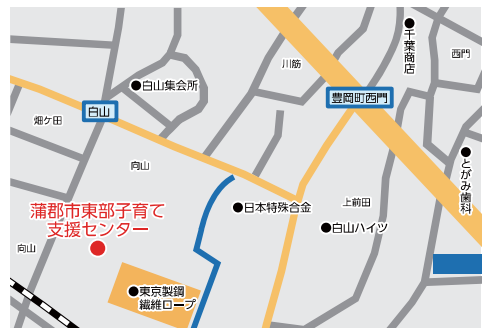 千葉商店
西門
川筋
白山集会所
豊岡町西門
白山
畑ケ田
向山
とがみ歯科
蒲郡市東部子育て
支援センター
日本特殊合金
上前田
白山ハイツ
向山
東京製鋼
繊維ロープ